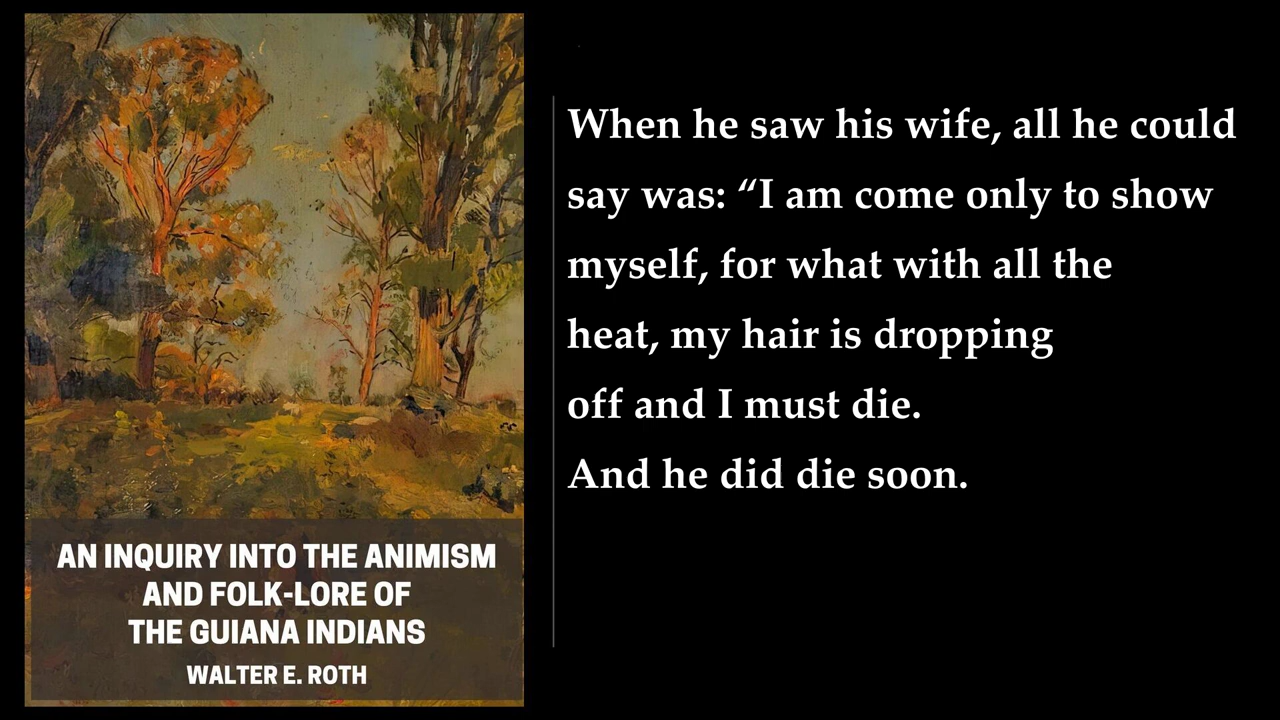 AN INQUIRY INTO THE ANIMISM
AND FOLK-LORE OF
THE GUIANA INDIANS
WALTER E. ROTH
When he saw his wife, all he could
say was: “I am come only to show
myself, for what with all the
heat, my hair is dropping
off and I must die.
And he did die soon.